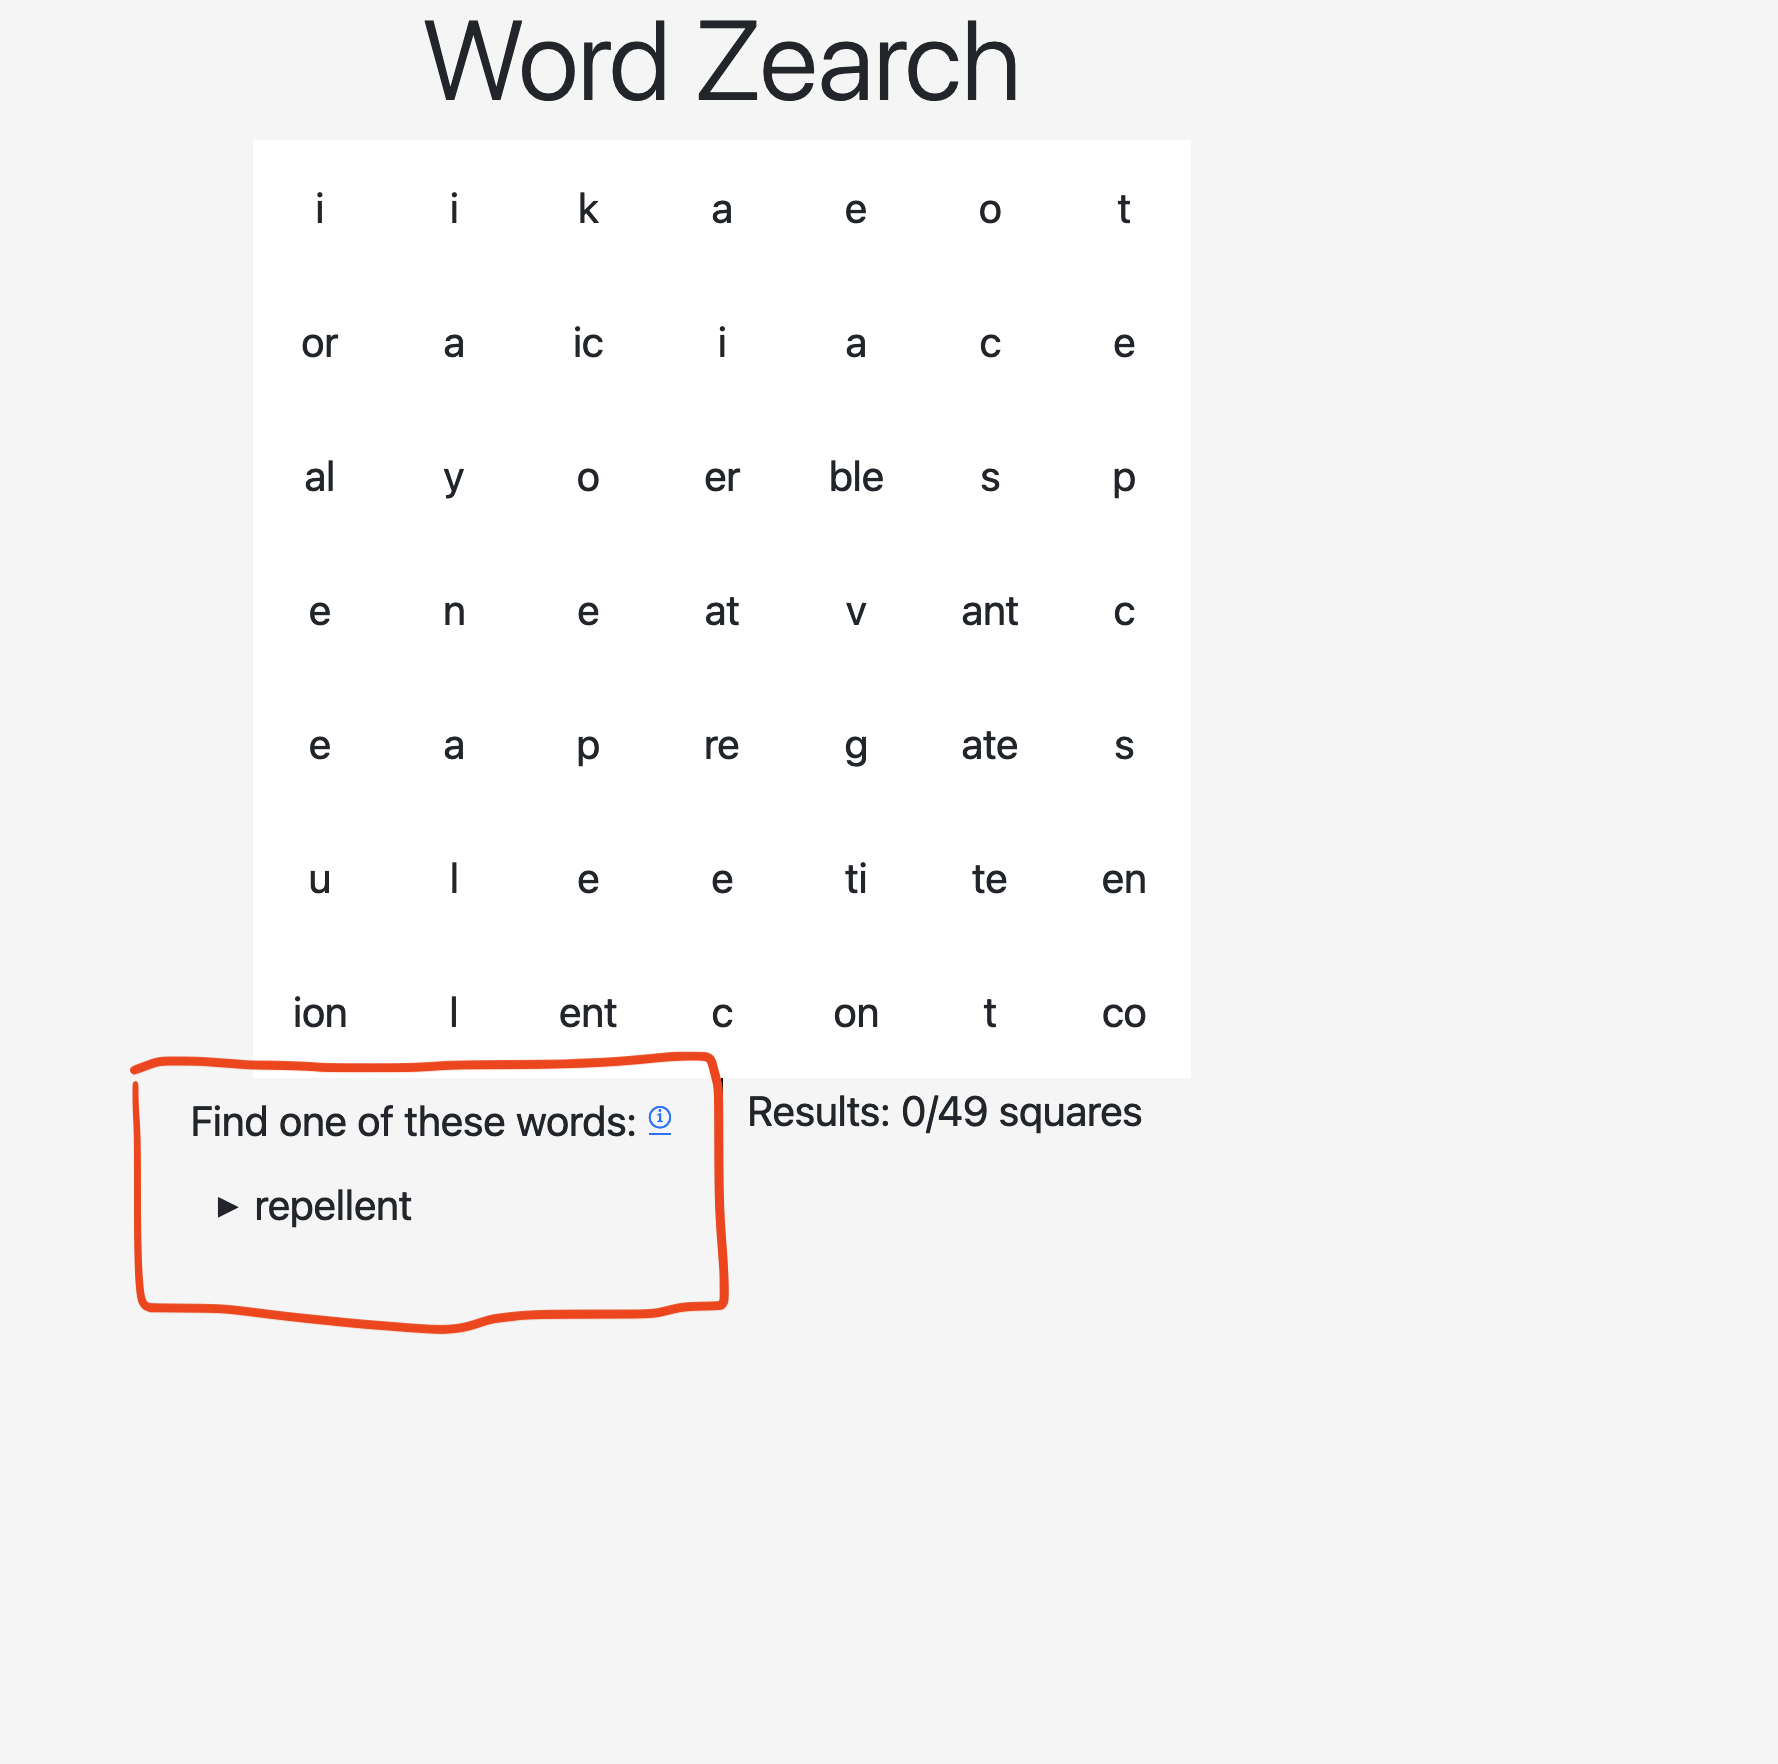 Word Zearch
i i k a e o t
or a ic i a c e
al y o er ble s p
e n e at v ant c
e a p re g ate s
u l e e ti te en
ion l ent c on t co
Find one of these words:
Results: 0/49 squares
▶ repellent